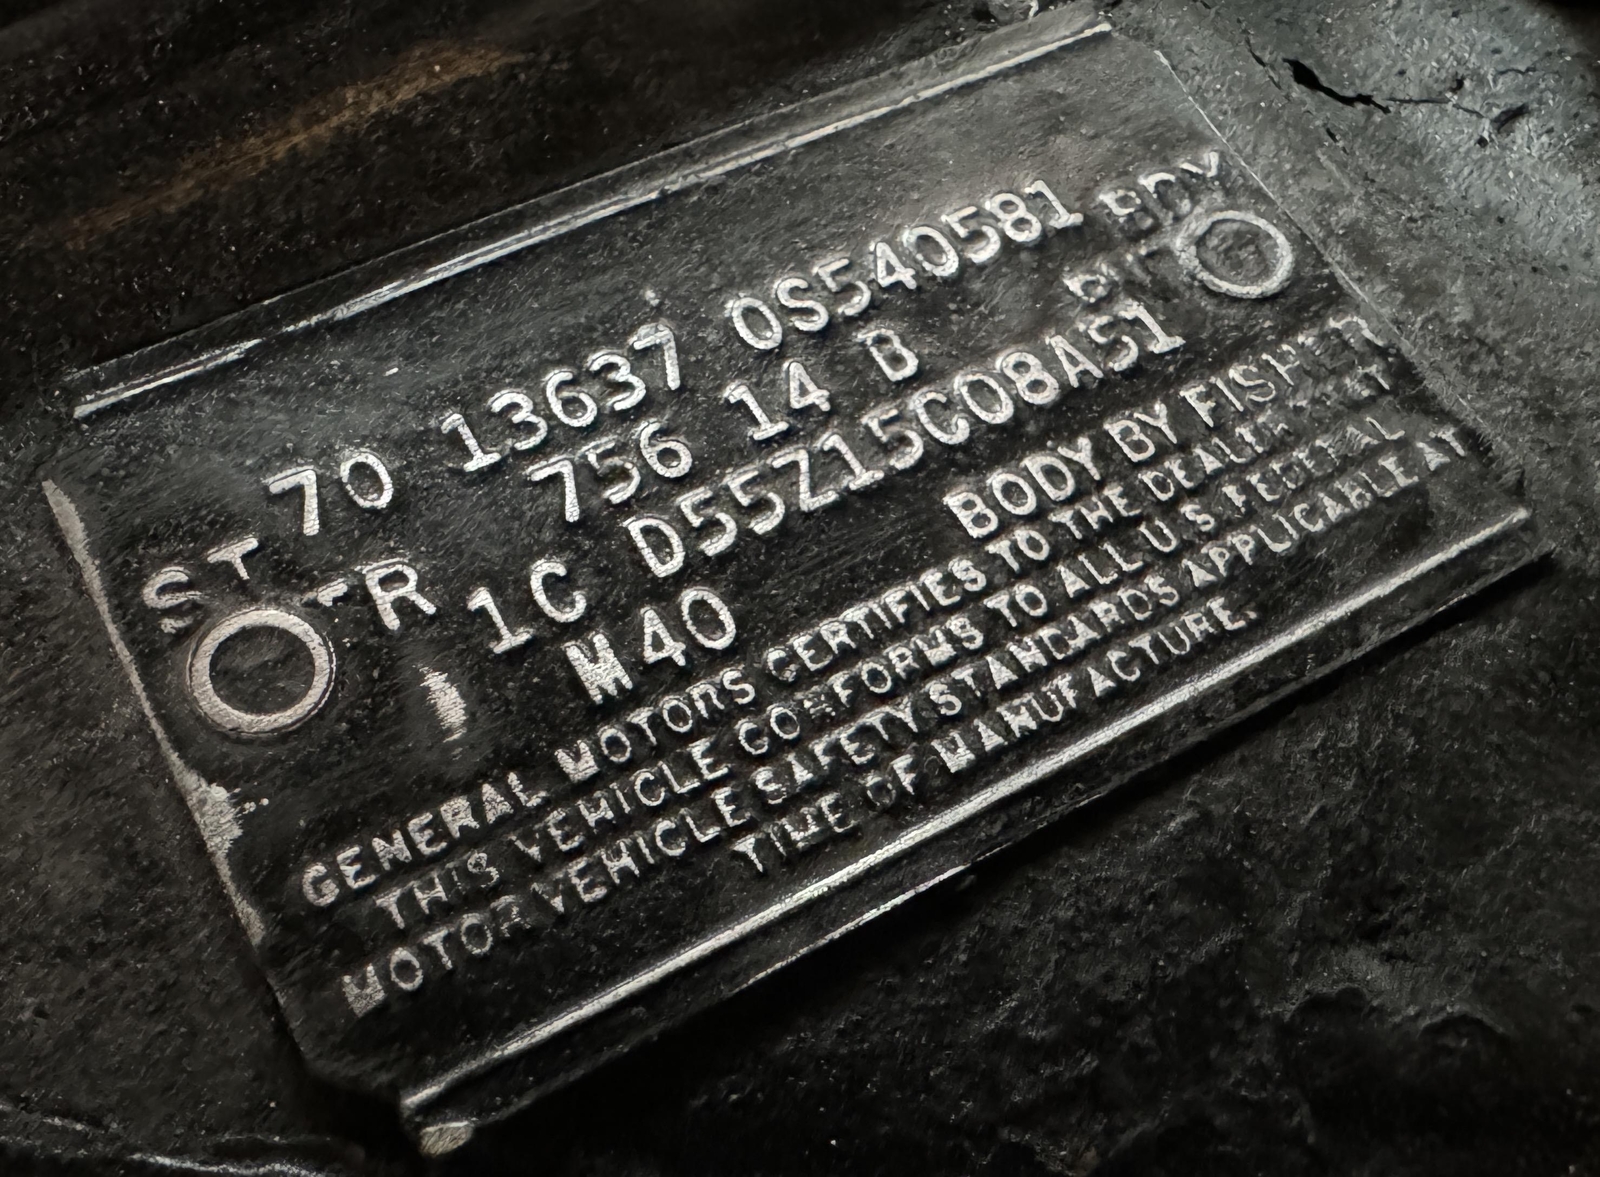 ST 70 13637 OS540581 BDY
TR 756 14 B
1C D55Z15C08A51
M40
BODY BY FISHER
GENERAL MOTORS CERTIFIES TO THE DEALER THAT
THIS VEHICLE CONFORMS TO ALL U.S FEDERAL
MOTOR VEHICLE SAFETY STANDARDS APPLICABLE AT
TIME OF MANUFACTURE.